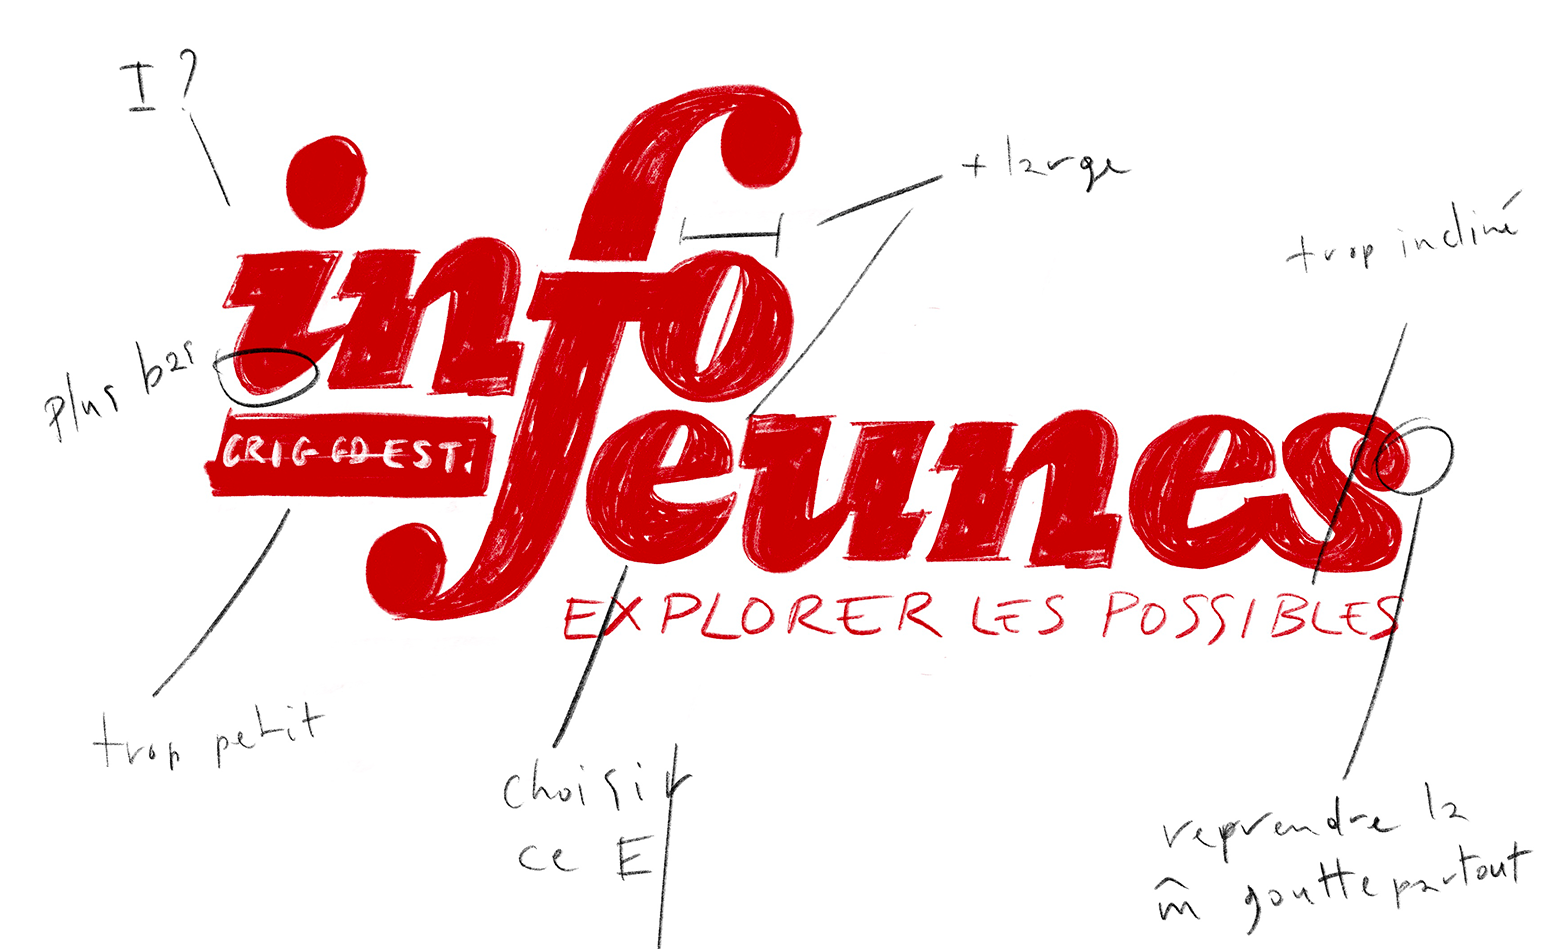 I ?
+ large
trop incliné
info
plus bas
CRIG GD EST.
jeunes
EXPLORER LES POSSIBLES
trop petit
choisir
ce E
reprendre la
m̂ goutte partout